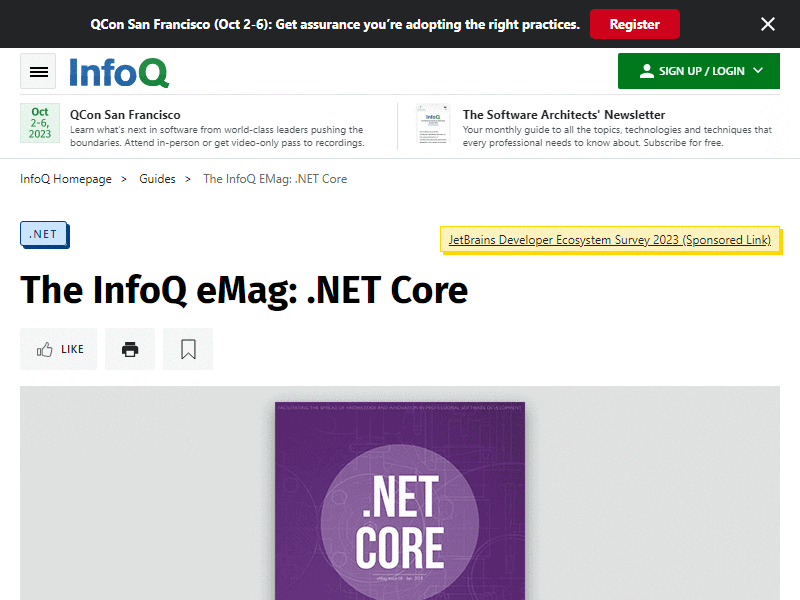 QCon San Francisco (Oct 2-6): Get assurance you’re adopting the right practices. Register
InfoQ
SIGN UP / LOGIN
Oct
2-6,
2023
QCon San Francisco
Learn what's next in software from world-class leaders pushing the
boundaries. Attend in-person or get video-only pass to recordings.
InfoQ
The Software Architects' Newsletter
Your monthly guide to all the topics, technologies and techniques that
every professional needs to know about. Subscribe for free.
InfoQ Homepage > Guides > The InfoQ EMag: .NET Core
.NET
JetBrains Developer Ecosystem Survey 2023 (Sponsored Link)
The InfoQ eMag: .NET Core
LIKE
FACILITATING THE SPREAD OF KNOWLEDGE AND INNOVATION IN PROFESSIONAL SOFTWARE DEVELOPMENT
.NET
CORE